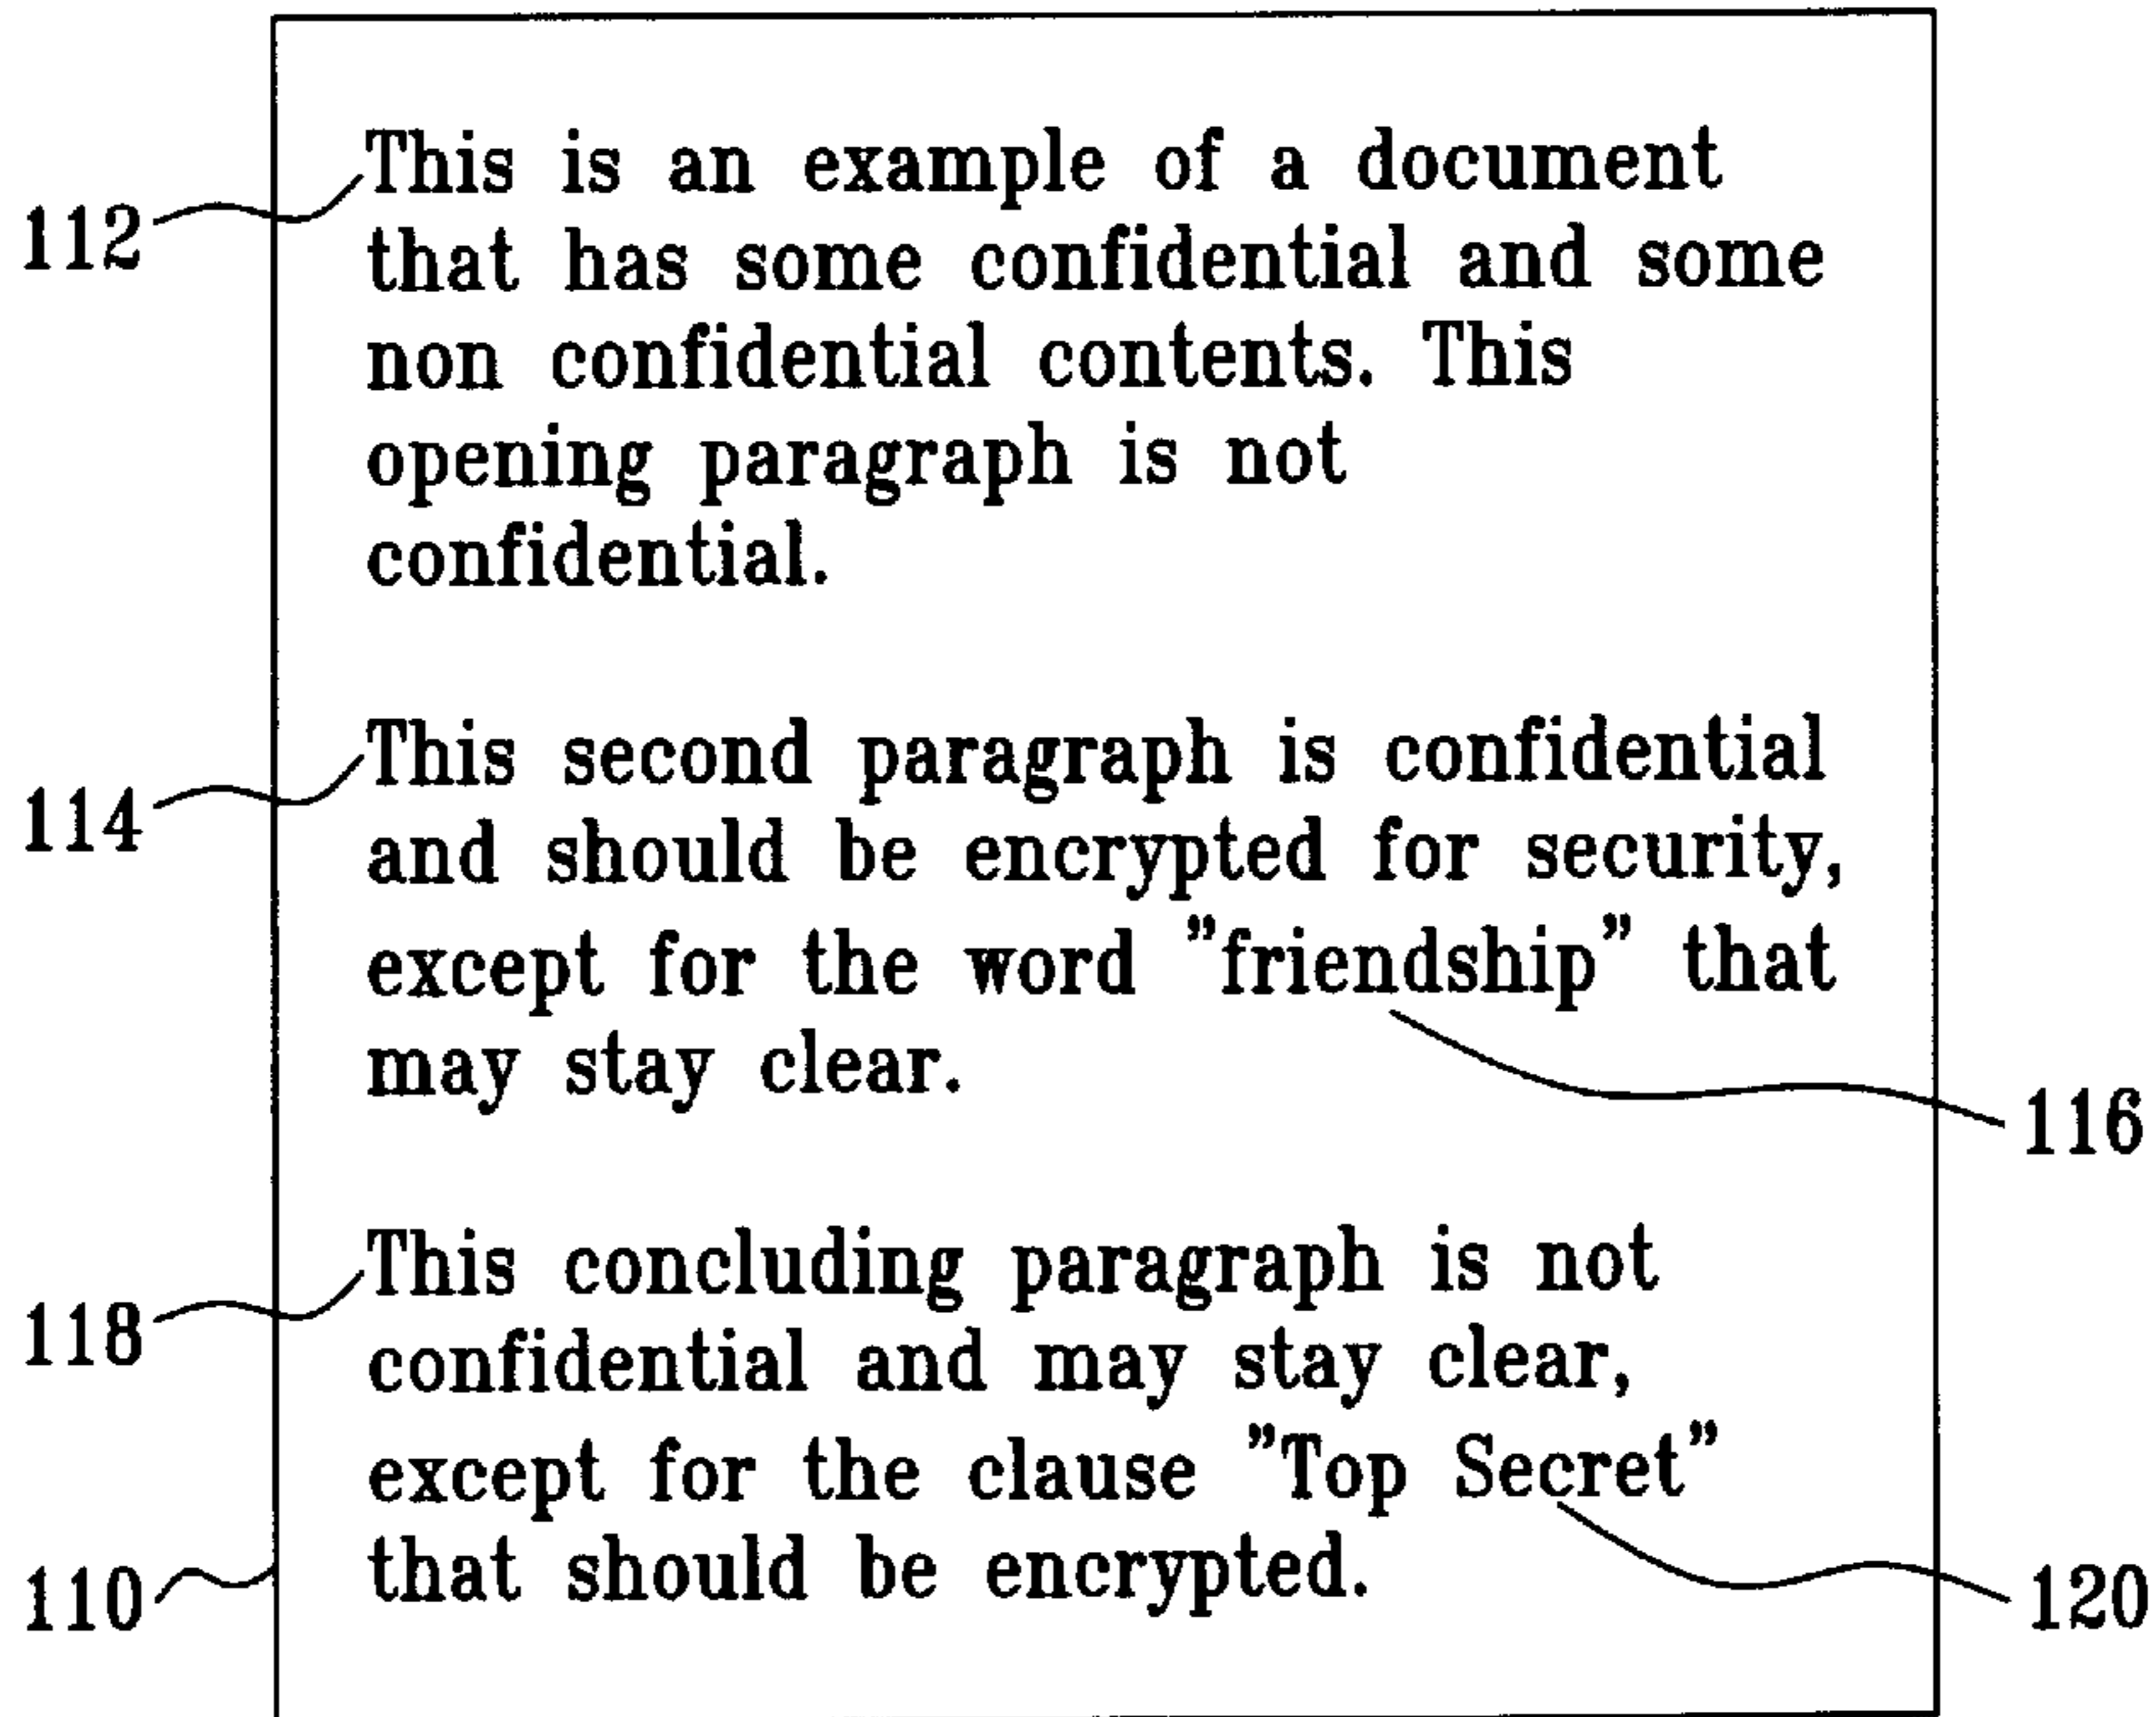 This is an example of a document
112
that has some confidential and some
non confidential contents. This
opening paragraph is not
confidential.
This second paragraph is confidential
114
and should be encrypted for security,
except for the word "friendship" that
may stay clear.
116
This concluding paragraph is not
118
confidential and may stay clear,
except for the clause "Top Secret"
that should be encrypted.
110
120